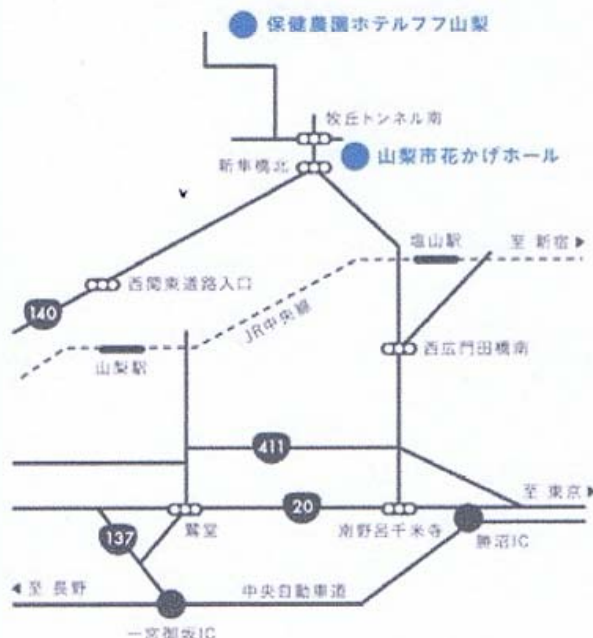 保健農園ホテルフフ山梨
牧丘トンネル南
新隼橋北
山梨市花かげホール
塩山駅
至 新宿▶
西関東道路入口
140
JR中央線
山梨駅
西広門田橋南
411
至 東京▶
20
137
鵞堂
南野呂千米寺
勝沼IC
◀至 長野
中央自動車道
一宮御坂IC